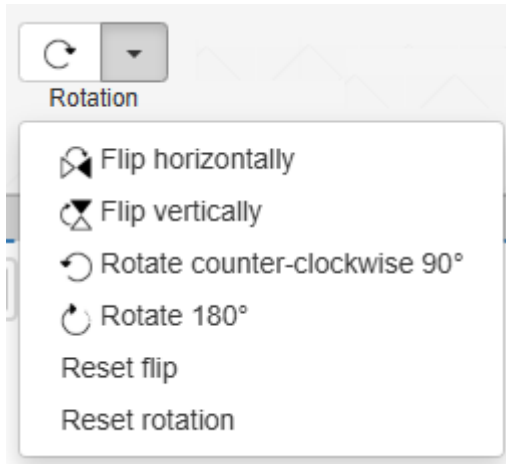 Rotation
Flip horizontally
Flip vertically
Rotate counter-clockwise 90°
Rotate 180°
Reset flip
Reset rotation